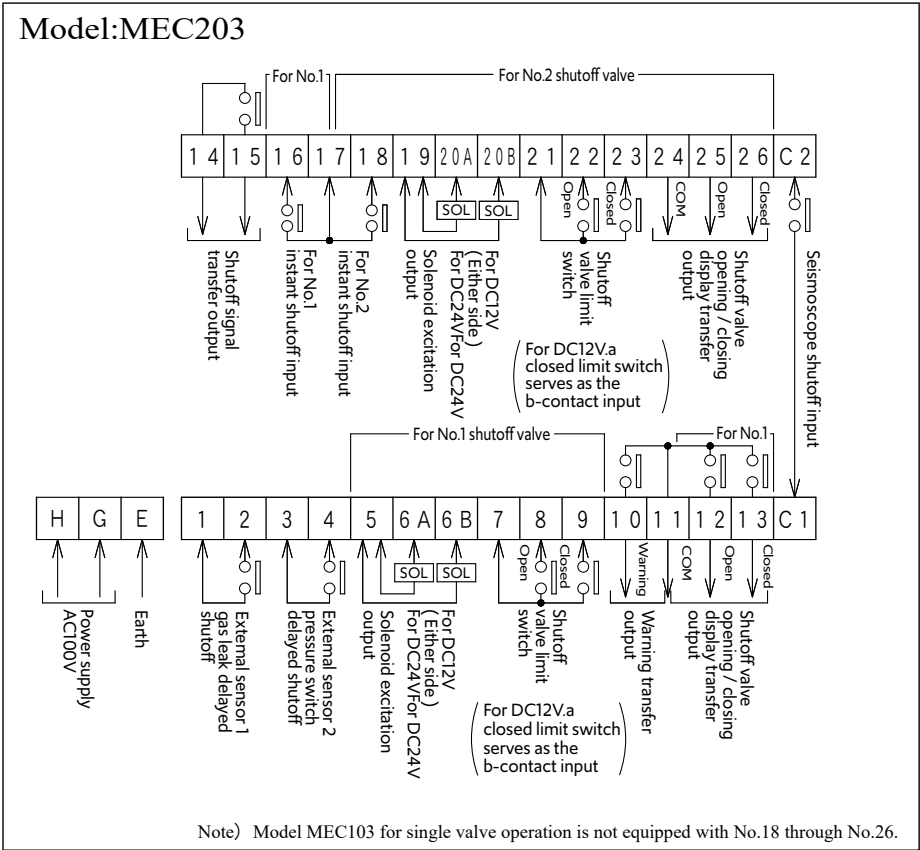 Model:MEC203
For No.1
For No.2 shutoff valve
14 15 16 17 18 19 20A 20B 21 22 23 24 25 26 C2
SOL
SOL
Open
Closed
COM
Open
Closed
Shutoff signal
transfer output
For No.1
instant shutoff input
For No.2
instant shutoff input
Solenoid excitation
output
For DC12V
(Either side)
For DC24VFor DC24V
Shutoff
valve limit
switch
Shutoff valve
opening / closing
display transfer
output
Seismoscope shutoff input
(For DC12V.a
closed limit switch
serves as the
b-contact input)
For No.1 shutoff valve
For No.1
H G E 1 2 3 4 5 6A 6B 7 8 9 10 11 12 13 C1
SOL
SOL
Open
Closed
Warning
COM
Open
Closed
Power supply
AC100V
Earth
External sensor 1
gas leak delayed
shutoff
External sensor 2
pressure switch
delayed shutoff
Solenoid excitation
output
For DC12V
(Either side)
For DC24VFor DC24V
Shutoff
valve limit
switch
Warning transfer
output
Shutoff valve
opening / closing
display transfer
output
(For DC12V.a
closed limit switch
serves as the
b-contact input)
Note) Model MEC103 for single valve operation is not equipped with No.18 through No.26.